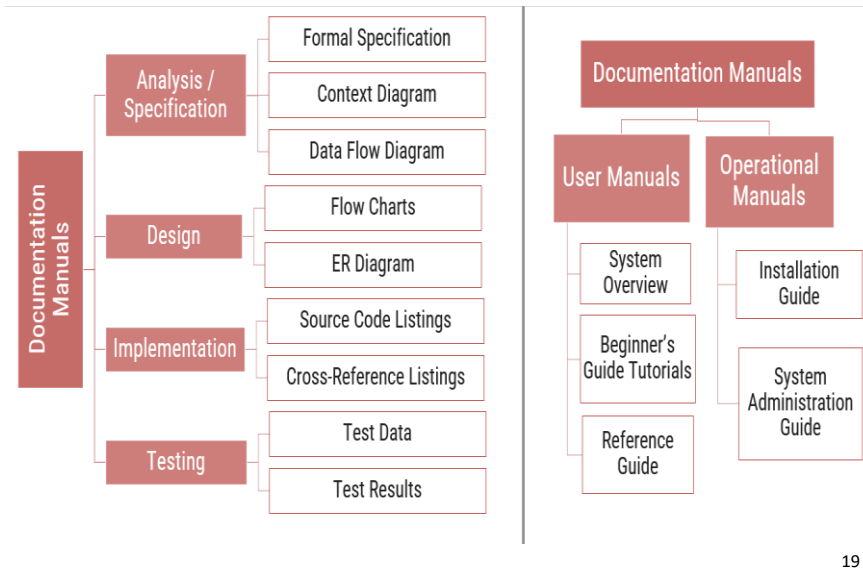 Documentation
Manuals
Analysis /
Specification
Formal Specification
Context Diagram
Data Flow Diagram
Design
Flow Charts
ER Diagram
Implementation
Source Code Listings
Cross-Reference Listings
Testing
Test Data
Test Results
Documentation Manuals
User Manuals
System
Overview
Beginner's
Guide Tutorials
Reference
Guide
Operational
Manuals
Installation
Guide
System
Administration
Guide
19